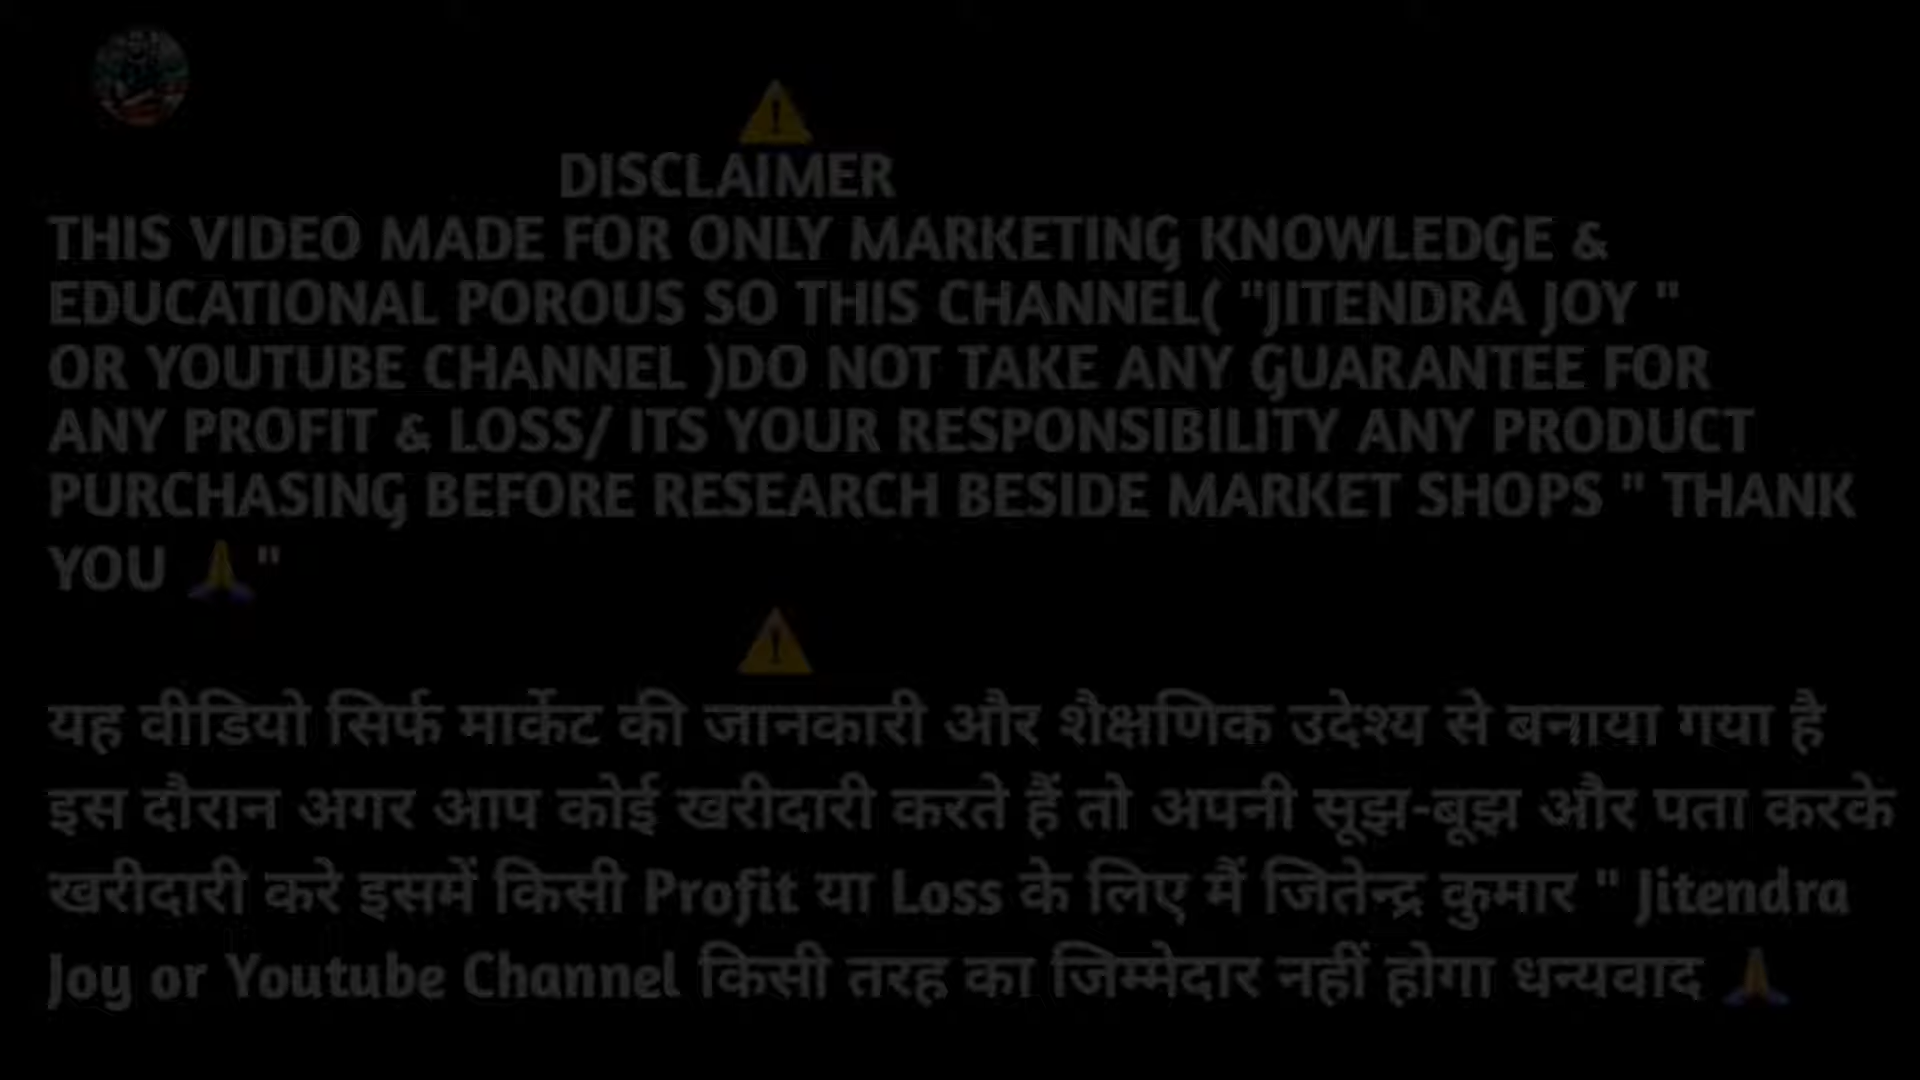 ⚠️
DISCLAIMER
THIS VIDEO MADE FOR ONLY MARKETING KNOWLEDGE &
EDUCATIONAL POROUS SO THIS CHANNEL( "JITENDRA JOY "
OR YOUTUBE CHANNEL )DO NOT TAKE ANY GUARANTEE FOR
ANY PROFIT & LOSS/ ITS YOUR RESPONSIBILITY ANY PRODUCT
PURCHASING BEFORE RESEARCH BESIDE MARKET SHOPS " THANK
YOU 🙏"
⚠️
यह वीडियो सिर्फ मार्केट की जानकारी और शैक्षणिक उदेश्य से बनाया गया है
इस दौरान अगर आप कोई खरीदारी करते हैं तो अपनी सूझ-बूझ और पता करके
खरीदारी करे इसमें किसी Profit या Loss के लिए मैं जितेन्द्र कुमार " Jitendra
Joy or Youtube Channel किसी तरह का जिम्मेदार नहीं होगा धन्यवाद 🙏